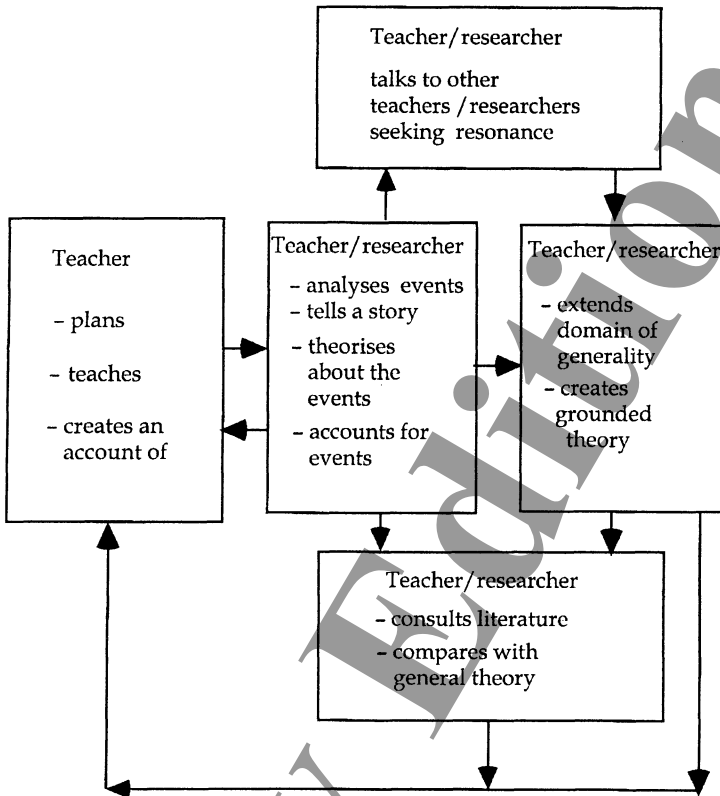 Teacher/researcher
talks to other
teachers /researchers
seeking resonance
Teacher
– plans
– teaches
– creates an
account of
Teacher/researcher
– analyses events
– tells a story
– theorises
about the
events
– accounts for
events
Teacher/researcher
– extends
domain of
generality
– creates
grounded
theory
Teacher/researcher
– consults literature
– compares with
general theory
y Edition